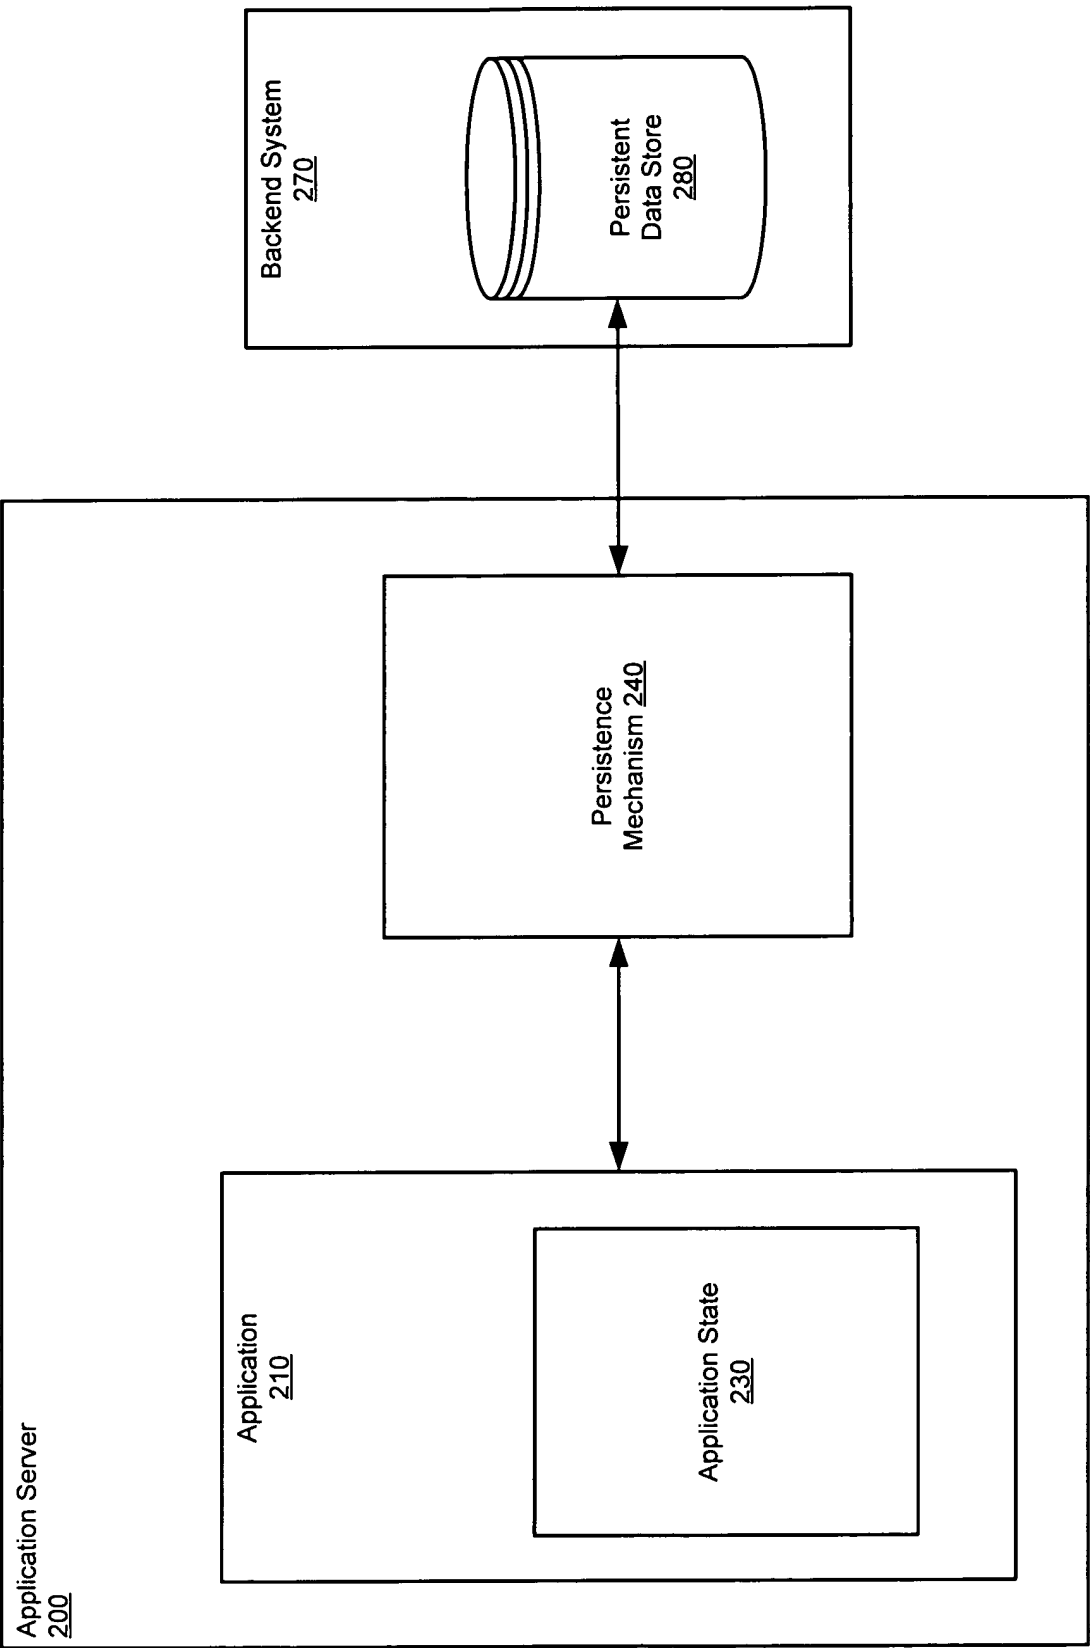 Application Server
200
Application
210
Application State
230
Persistence
Mechanism 240
Backend System
270
Persistent
Data Store
280